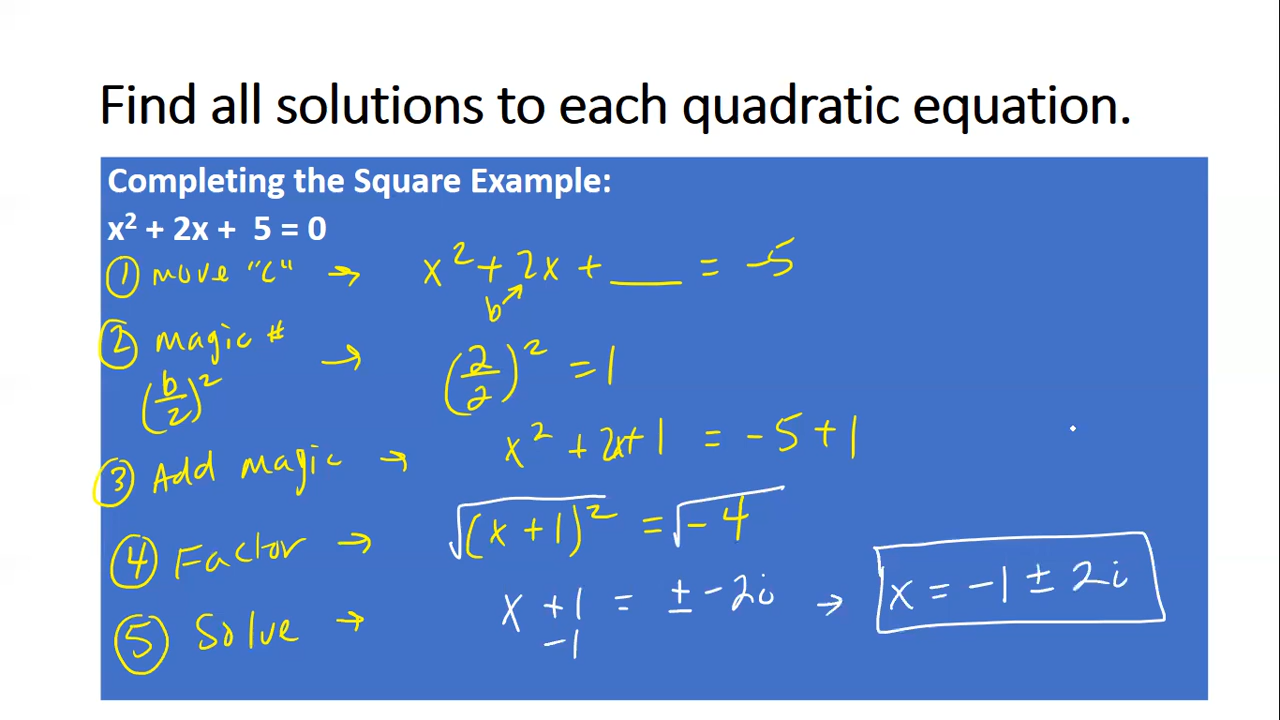 Find all solutions to each quadratic equation.
Completing the Square Example:
x² + 2x + 5 = 0
① move "c" → x² + 2x + ___ = -5
b↗
② magic # → (2/2)² = 1
(b/2)²
③ Add magic → x² + 2x+1 = -5+1
④ Factor → √(x+1)² = √-4
⑤ Solve → x+1 = ± -2i → x = -1 ± 2i
-1